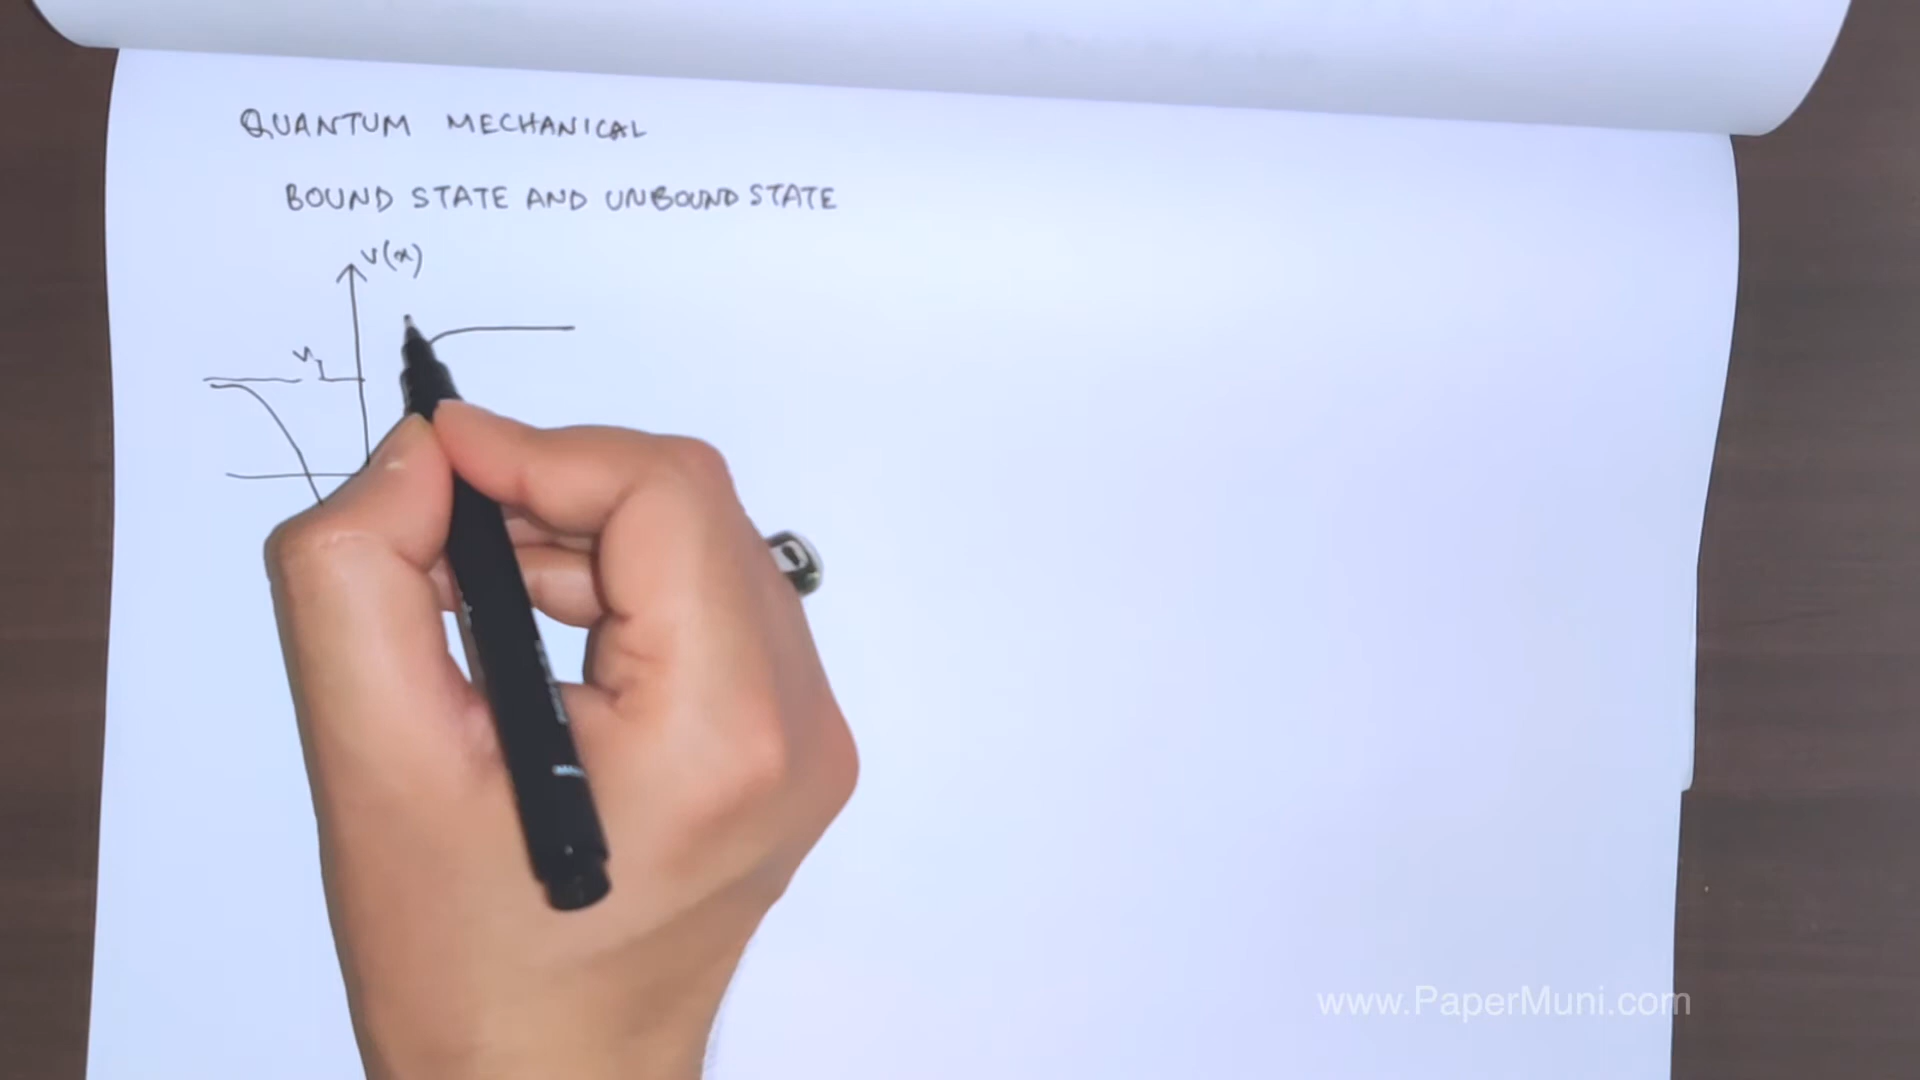 QUANTUM MECHANICAL
BOUND STATE AND UNBOUND STATE
V(x)
V1
www.PaperMuni.com